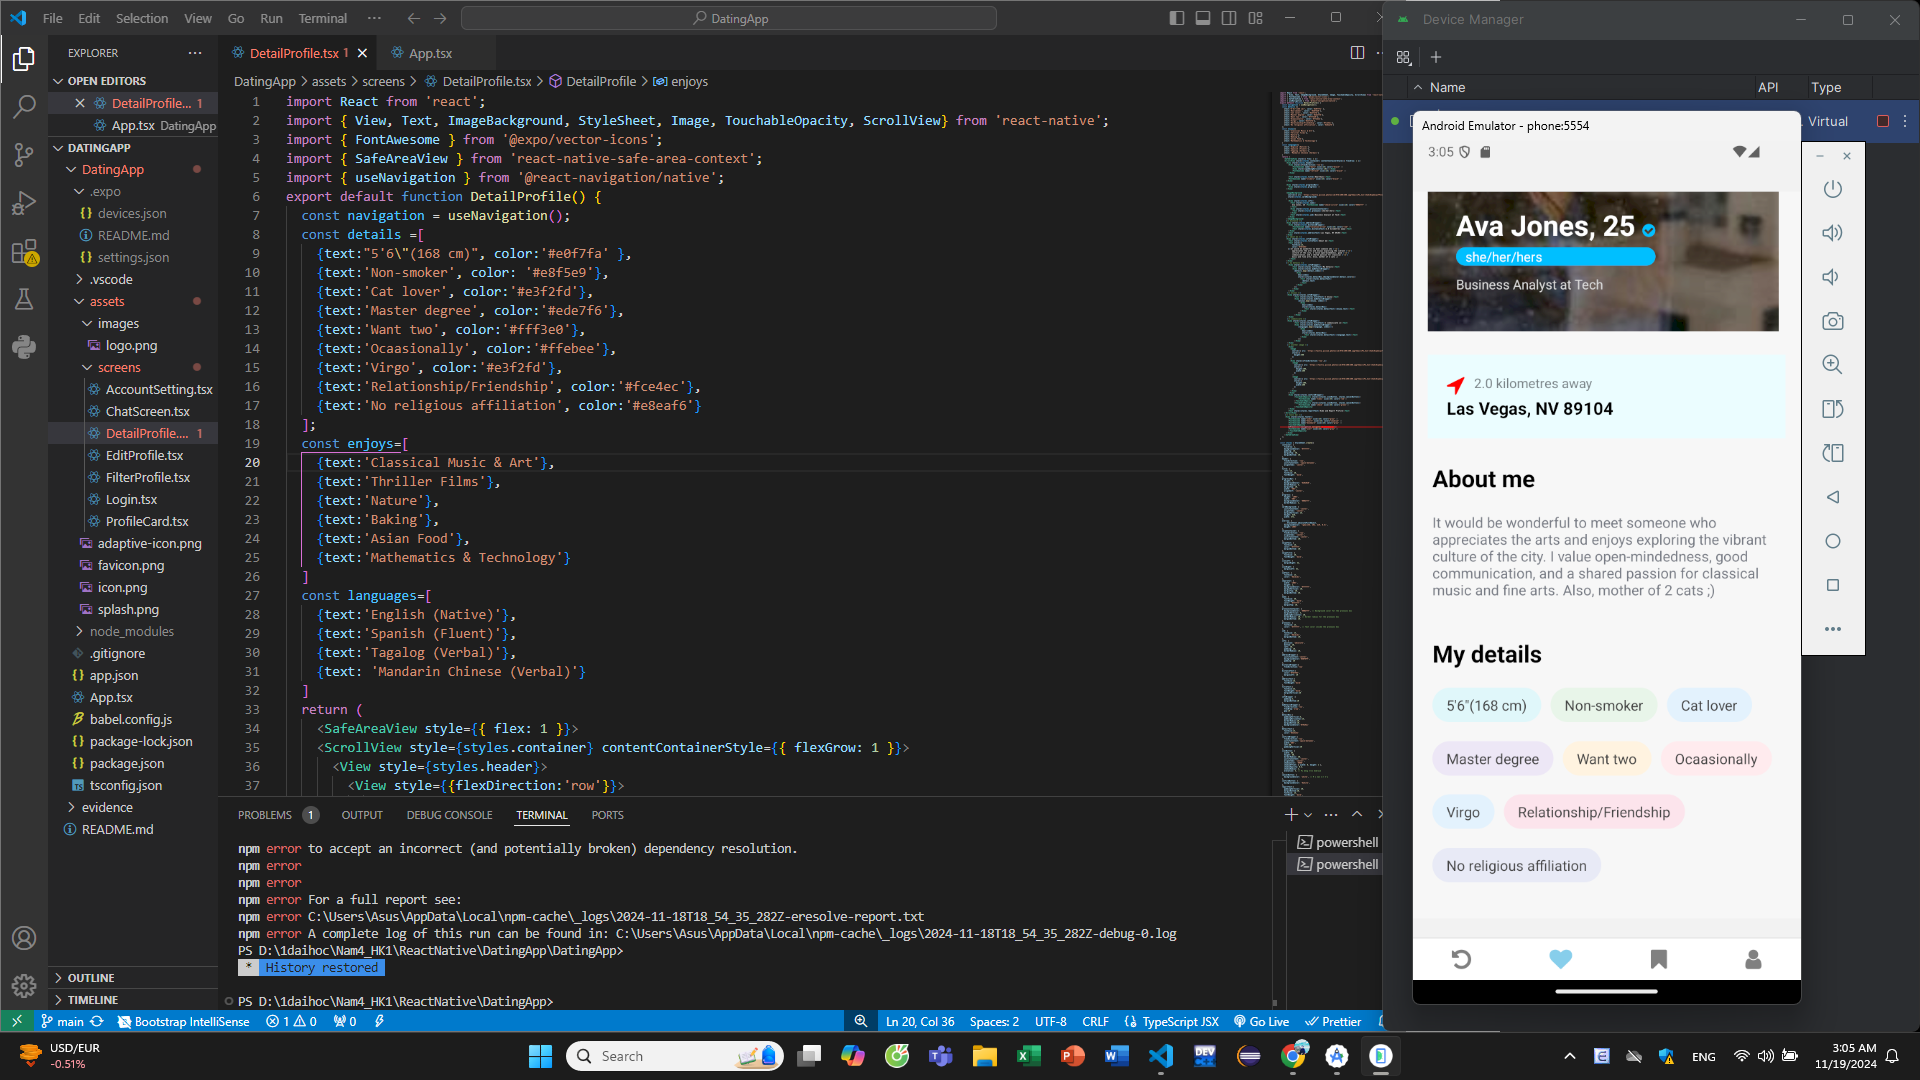 File Edit Selection View Go Run Terminal ··· DatingApp
EXPLORER
OPEN EDITORS
DetailProfile... 1
App.tsx DatingApp
DATINGAPP
DatingApp
.expo
devices.json
README.md
settings.json
.vscode
assets
images
logo.png
screens
AccountSetting.tsx
ChatScreen.tsx
DetailProfile.... 1
EditProfile.tsx
FilterProfile.tsx
Login.tsx
ProfileCard.tsx
adaptive-icon.png
favicon.png
icon.png
splash.png
node_modules
.gitignore
app.json
App.tsx
babel.config.js
package-lock.json
package.json
tsconfig.json
evidence
README.md
OUTLINE
TIMELINE
DetailProfile.tsx 1 App.tsx
DatingApp > assets > screens > DetailProfile.tsx > DetailProfile > enjoys
1 import React from 'react';
2 import { View, Text, ImageBackground, StyleSheet, Image, TouchableOpacity, ScrollView} from 'react-native';
3 import { FontAwesome } from '@expo/vector-icons';
4 import { SafeAreaView } from 'react-native-safe-area-context';
5 import { useNavigation } from '@react-navigation/native';
6 export default function DetailProfile() {
7 const navigation = useNavigation();
8 const details =[
9 {text:"5'6\"(168 cm)", color:'#e0f7fa' },
10 {text:'Non-smoker', color: '#e8f5e9'},
11 {text:'Cat lover', color:'#e3f2fd'},
12 {text:'Master degree', color:'#ede7f6'},
13 {text:'Want two', color:'#fff3e0'},
14 {text:'Ocaasionally', color:'#ffebee'},
15 {text:'Virgo', color:'#e3f2fd'},
16 {text:'Relationship/Friendship', color:'#fce4ec'},
17 {text:'No religious affiliation', color:'#e8eaf6'}
18 ];
19 const enjoys=[
20 {text:'Classical Music & Art'},
21 {text:'Thriller Films'},
22 {text:'Nature'},
23 {text:'Baking'},
24 {text:'Asian Food'},
25 {text:'Mathematics & Technology'}
26 ]
27 const languages=[
28 {text:'English (Native)'},
29 {text:'Spanish (Fluent)'},
30 {text:'Tagalog (Verbal)'},
31 {text: 'Mandarin Chinese (Verbal)'}
32 ]
33 return (
34 <SafeAreaView style={{ flex: 1 }}>
35 <ScrollView style={styles.container} contentContainerStyle={{ flexGrow: 1 }}>
36 <View style={styles.header}>
37 <View style={{flexDirection:'row'}}>
PROBLEMS 1 OUTPUT DEBUG CONSOLE TERMINAL PORTS
npm error to accept an incorrect (and potentially broken) dependency resolution.
npm error
npm error
npm error For a full report see:
npm error C:\Users\Asus\AppData\Local\npm-cache\_logs\2024-11-18T18_54_35_282Z-eresolve-report.txt
npm error A complete log of this run can be found in: C:\Users\Asus\AppData\Local\npm-cache\_logs\2024-11-18T18_54_35_282Z-debug-0.log
PS D:\1daihoc\Nam4_HK1\ReactNative\DatingApp\DatingApp>
* History restored
PS D:\1daihoc\Nam4_HK1\ReactNative\DatingApp>
powershell
powershell
main Bootstrap IntelliSense 1 0 0 Ln 20, Col 36 Spaces: 2 UTF-8 CRLF TypeScript JSX Go Live Prettier
Device Manager
Name API Type
Virtual
Android Emulator - phone:5554
3:05
Ava Jones, 25
she/her/hers
Business Analyst at Tech
2.0 kilometres away
Las Vegas, NV 89104
About me
It would be wonderful to meet someone who
appreciates the arts and enjoys exploring the vibrant
culture of the city. I value open-mindedness, good
communication, and a shared passion for classical
music and fine arts. Also, mother of 2 cats ;)
My details
5'6"(168 cm) Non-smoker Cat lover
Master degree Want two Ocaasionally
Virgo Relationship/Friendship
No religious affiliation
USD/EUR
-0.51%
Search
DEV
ENG
3:05 AM
11/19/2024